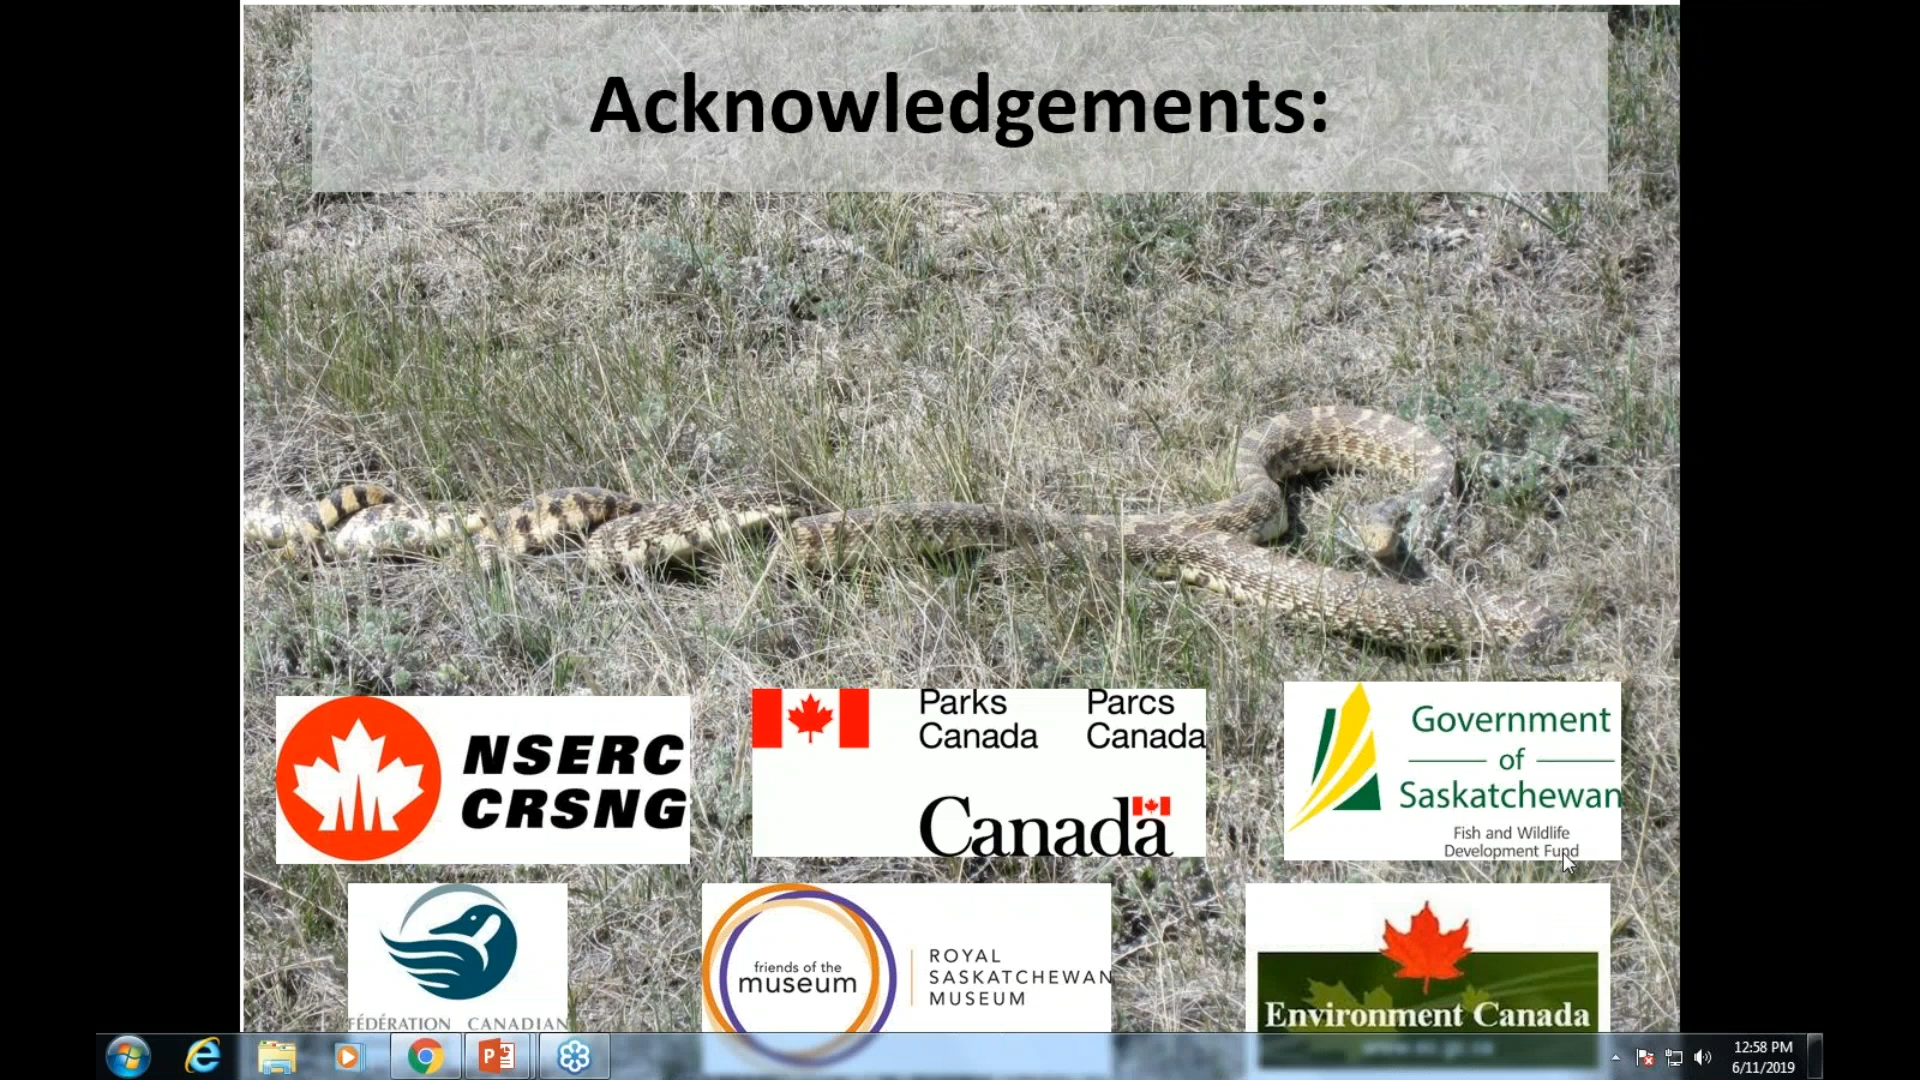 Acknowledgements:
NSERC
CRSNG
Parks
Canada
Parcs
Canada
Canada
Government
of
Saskatchewan
Fish and Wildlife
Development Fund
FÉDÉRATION CANADIAN
friends of the
museum
ROYAL
SASKATCHEWAN
MUSEUM
Environment Canada
12:58 PM
6/11/2019